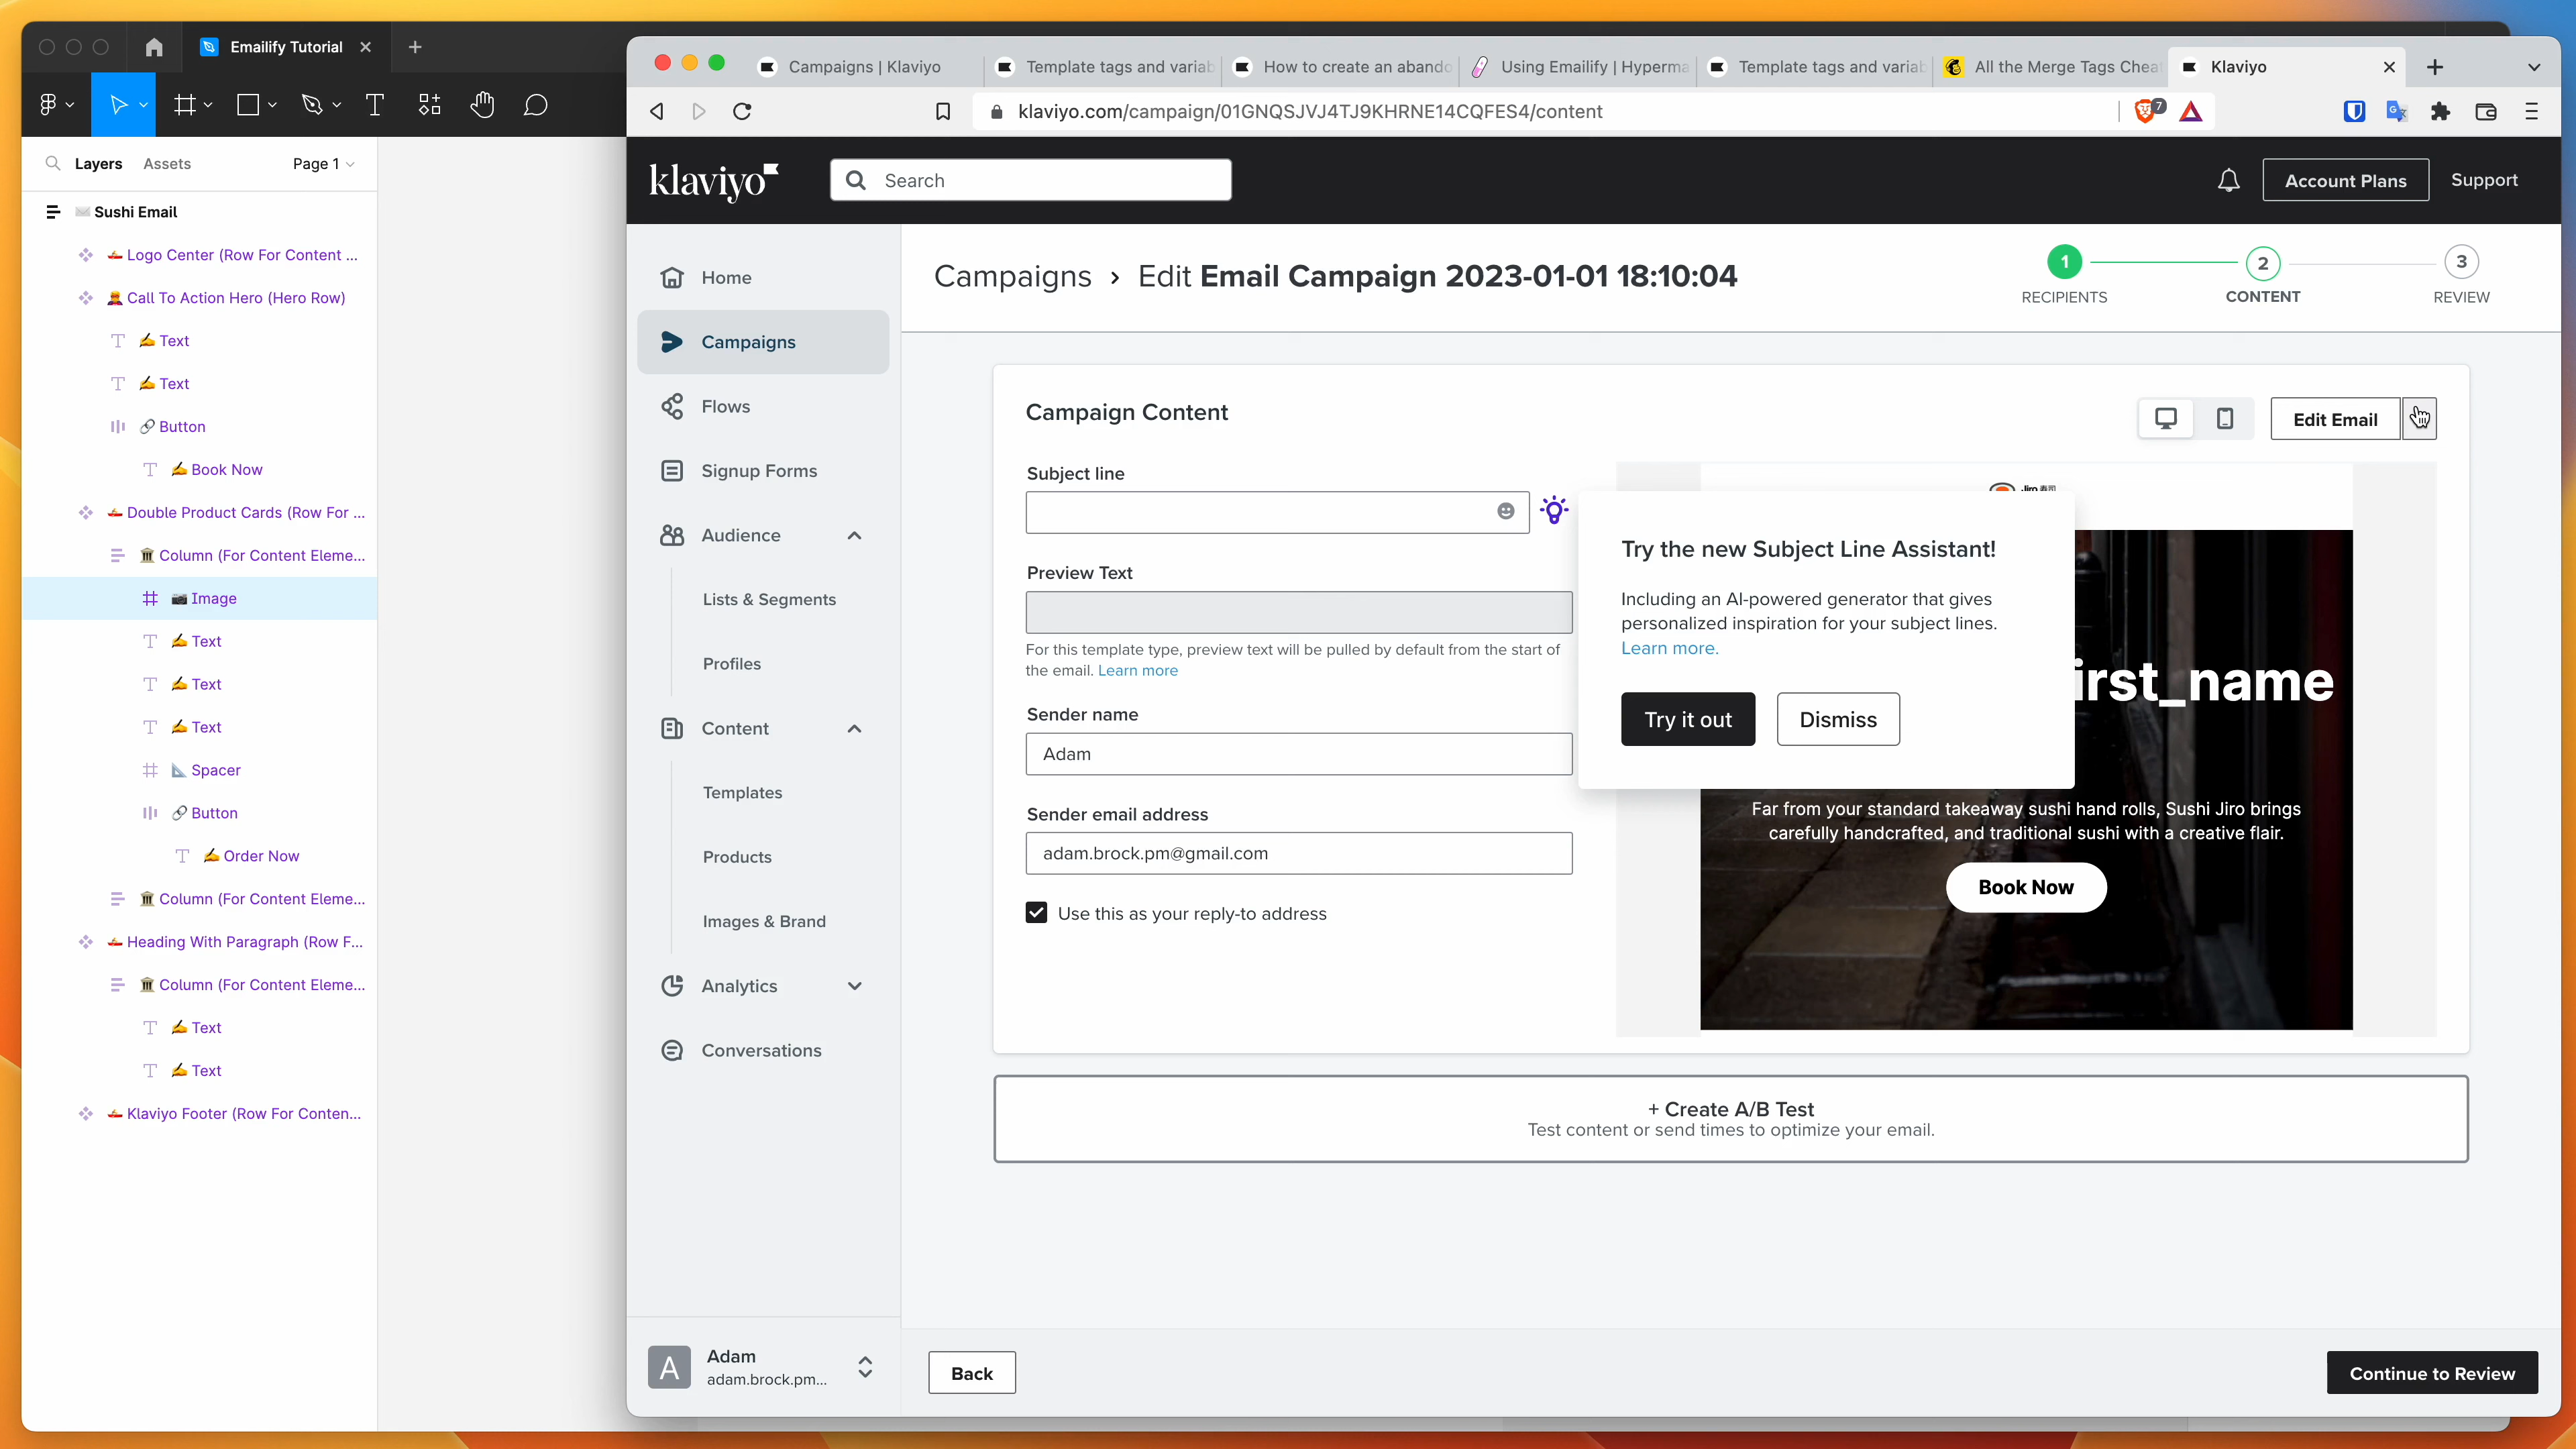 Emailify Tutorial
Layers
Assets
Page 1
Sushi Email
Logo Center (Row For Content ...
Call To Action Hero (Hero Row)
Text
Text
Button
Book Now
Double Product Cards (Row For ...
Column (For Content Eleme...
Image
Text
Text
Text
Spacer
Button
Order Now
Column (For Content Eleme...
Heading With Paragraph (Row F...
Column (For Content Eleme...
Text
Text
Klaviyo Footer (Row For Conten...
Campaigns | Klaviyo
Template tags and variab
How to create an abando
Using Emailify | Hyperma
Template tags and variab
All the Merge Tags Cheat
Klaviyo
klaviyo.com/campaign/01GNQSJVJ4TJ9KHRNE14CQFES4/content
7
klaviyo
Search
Account Plans
Support
Home
Campaigns
Flows
Signup Forms
Audience
Lists & Segments
Profiles
Content
Templates
Products
Images & Brand
Analytics
Conversations
A
Adam
adam.brock.pm...
Campaigns › Edit Email Campaign 2023-01-01 18:10:04
1
RECIPIENTS
2
CONTENT
3
REVIEW
Campaign Content
Edit Email
Subject line
Preview Text
For this template type, preview text will be pulled by default from the start of
the email. Learn more
Sender name
Adam
Sender email address
adam.brock.pm@gmail.com
Use this as your reply-to address
Try the new Subject Line Assistant!
Including an AI-powered generator that gives
personalized inspiration for your subject lines.
Learn more.
Try it out
Dismiss
Jiro 寿司
irst_name
Far from your standard takeaway sushi hand rolls, Sushi Jiro brings
carefully handcrafted, and traditional sushi with a creative flair.
Book Now
+ Create A/B Test
Test content or send times to optimize your email.
Back
Continue to Review